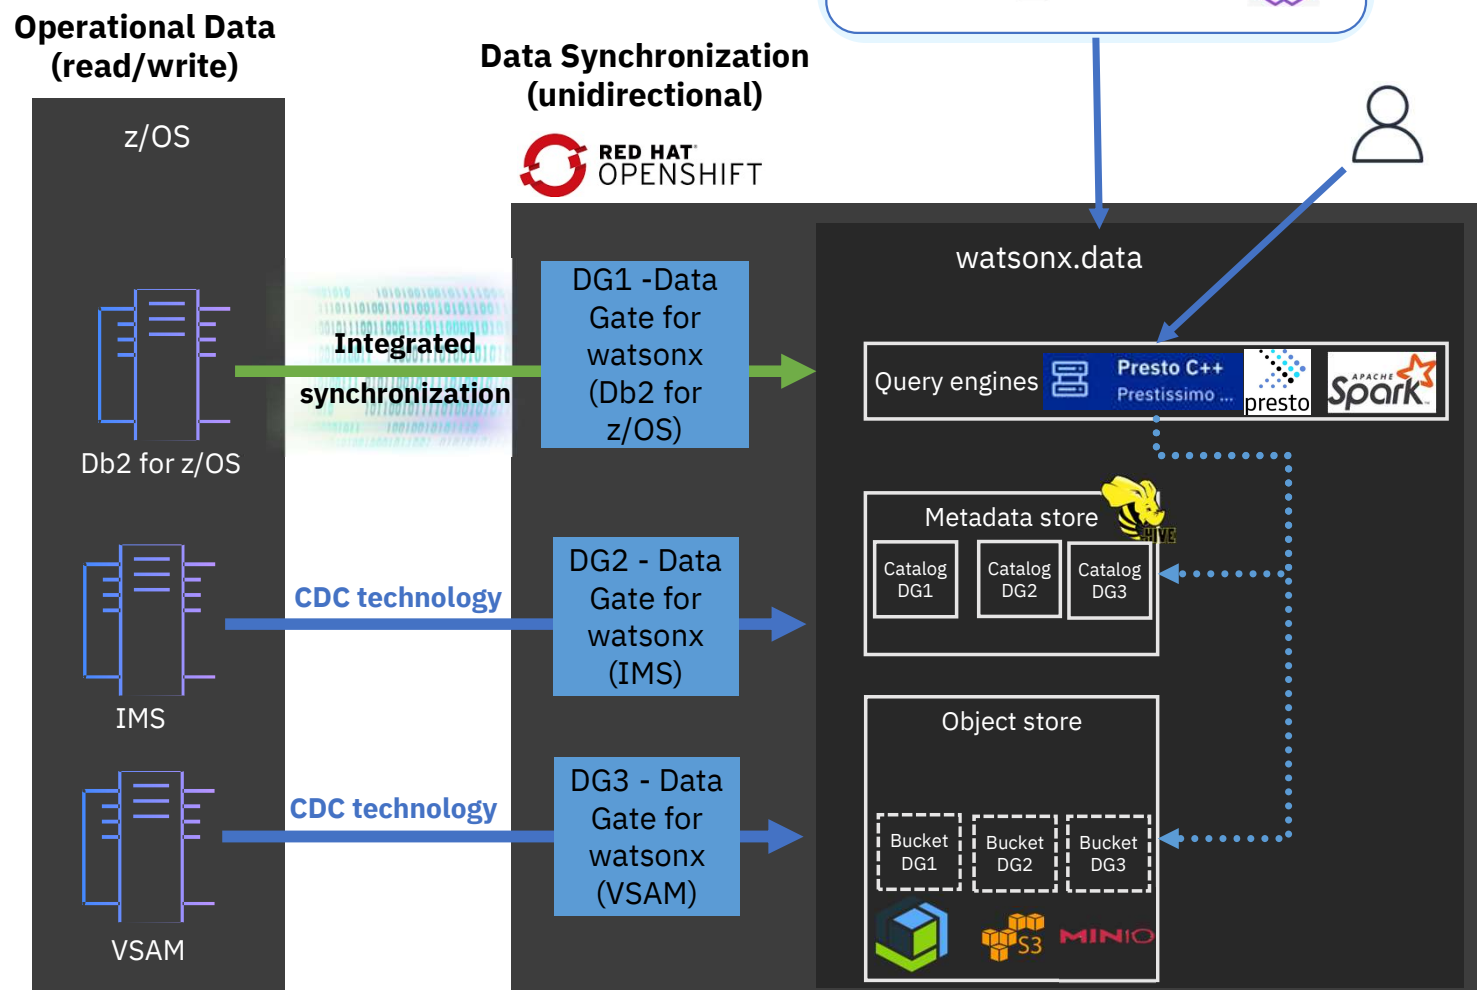 Operational Data
(read/write)
Data Synchronization
(unidirectional)
z/OS
RED HAT
OPENSHIFT
watsonx.data
DG1 -Data
Gate for
watsonx
(Db2 for
z/OS)
Integrated
synchronization
Query engines
Presto C++
Prestissimo ...
presto
APACHE
Spark
Db2 for z/OS
Metadata store
HIVE
Catalog
DG1
Catalog
DG2
Catalog
DG3
CDC technology
DG2 - Data
Gate for
watsonx
(IMS)
IMS
Object store
CDC technology
DG3 - Data
Gate for
watsonx
(VSAM)
Bucket
DG1
Bucket
DG2
Bucket
DG3
S3
MINIO
VSAM